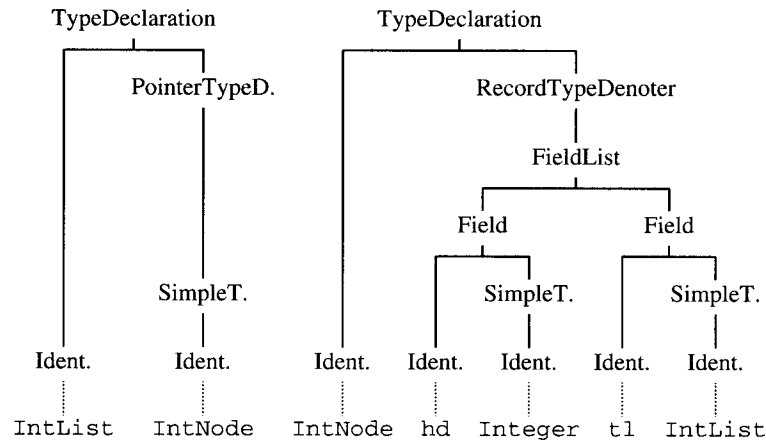 TypeDeclaration TypeDeclaration
PointerTypeD. RecordTypeDenoter
FieldList
Field Field
SimpleT. SimpleT. SimpleT.
Ident. Ident. Ident. Ident. Ident. Ident. Ident.
IntList IntNode IntNode hd Integer tl IntList